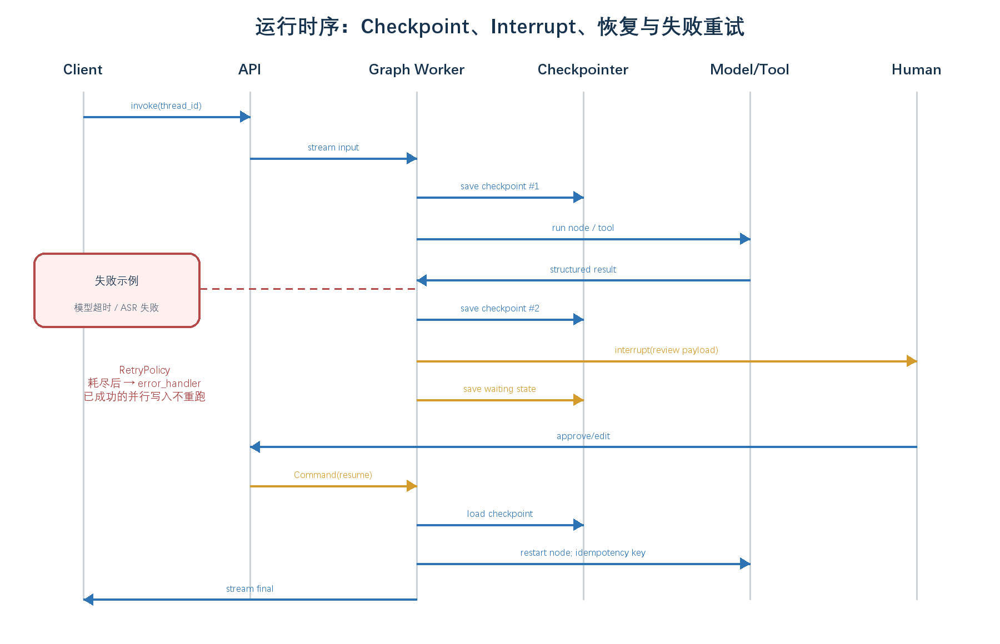 运行时序：Checkpoint、Interrupt、恢复与失败重试
Client
API
Graph Worker
Checkpointer
Model/Tool
Human
invoke(thread_id)
stream input
save checkpoint #1
run node / tool
structured result
失败示例
模型超时 / ASR 失败
save checkpoint #2
interrupt(review payload)
RetryPolicy
耗尽后 → error_handler
已成功的并行写入不重跑
save waiting state
approve/edit
Command(resume)
load checkpoint
restart node; idempotency key
stream final